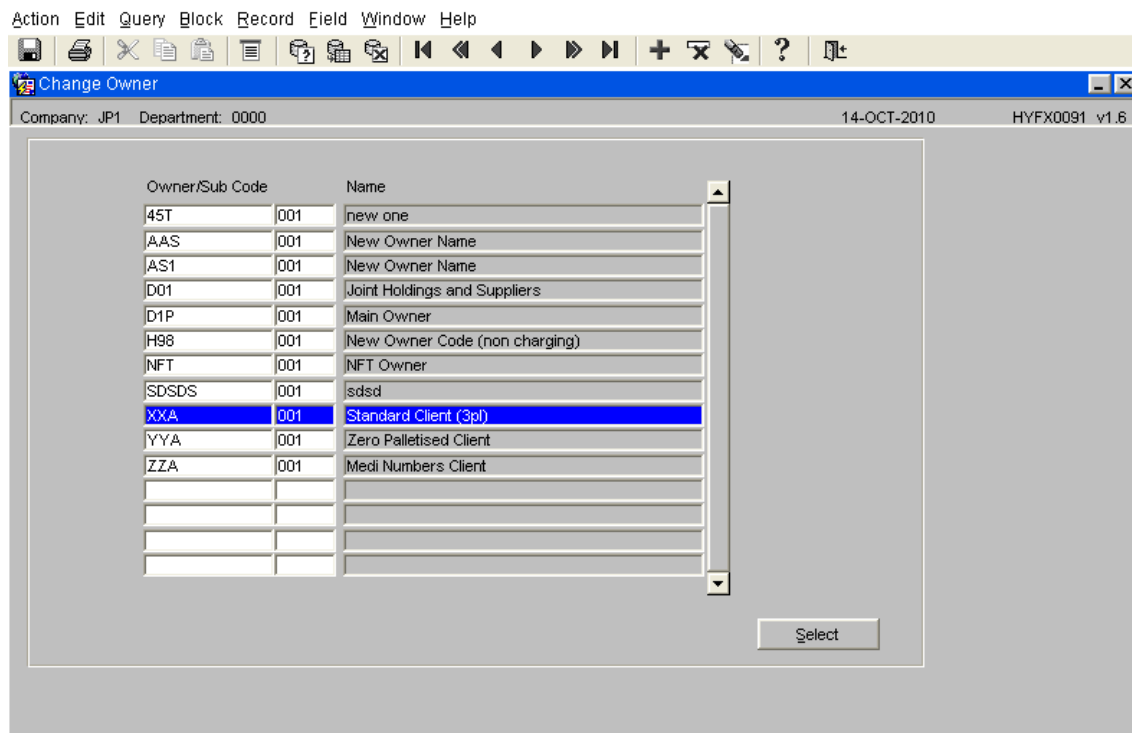 Action Edit Query Block Record Field Window Help
Change Owner
Company: JP1 Department: 0000 14-OCT-2010 HYFX0091 v1.6
Owner/Sub Code Name
45T 001 new one
AAS 001 New Owner Name
AS1 001 New Owner Name
D01 001 Joint Holdings and Suppliers
D1P 001 Main Owner
H98 001 New Owner Code (non charging)
NFT 001 NFT Owner
SDSDS 001 sdsd
XXA 001 Standard Client (3pl)
YYA 001 Zero Palletised Client
ZZA 001 Medi Numbers Client
Select